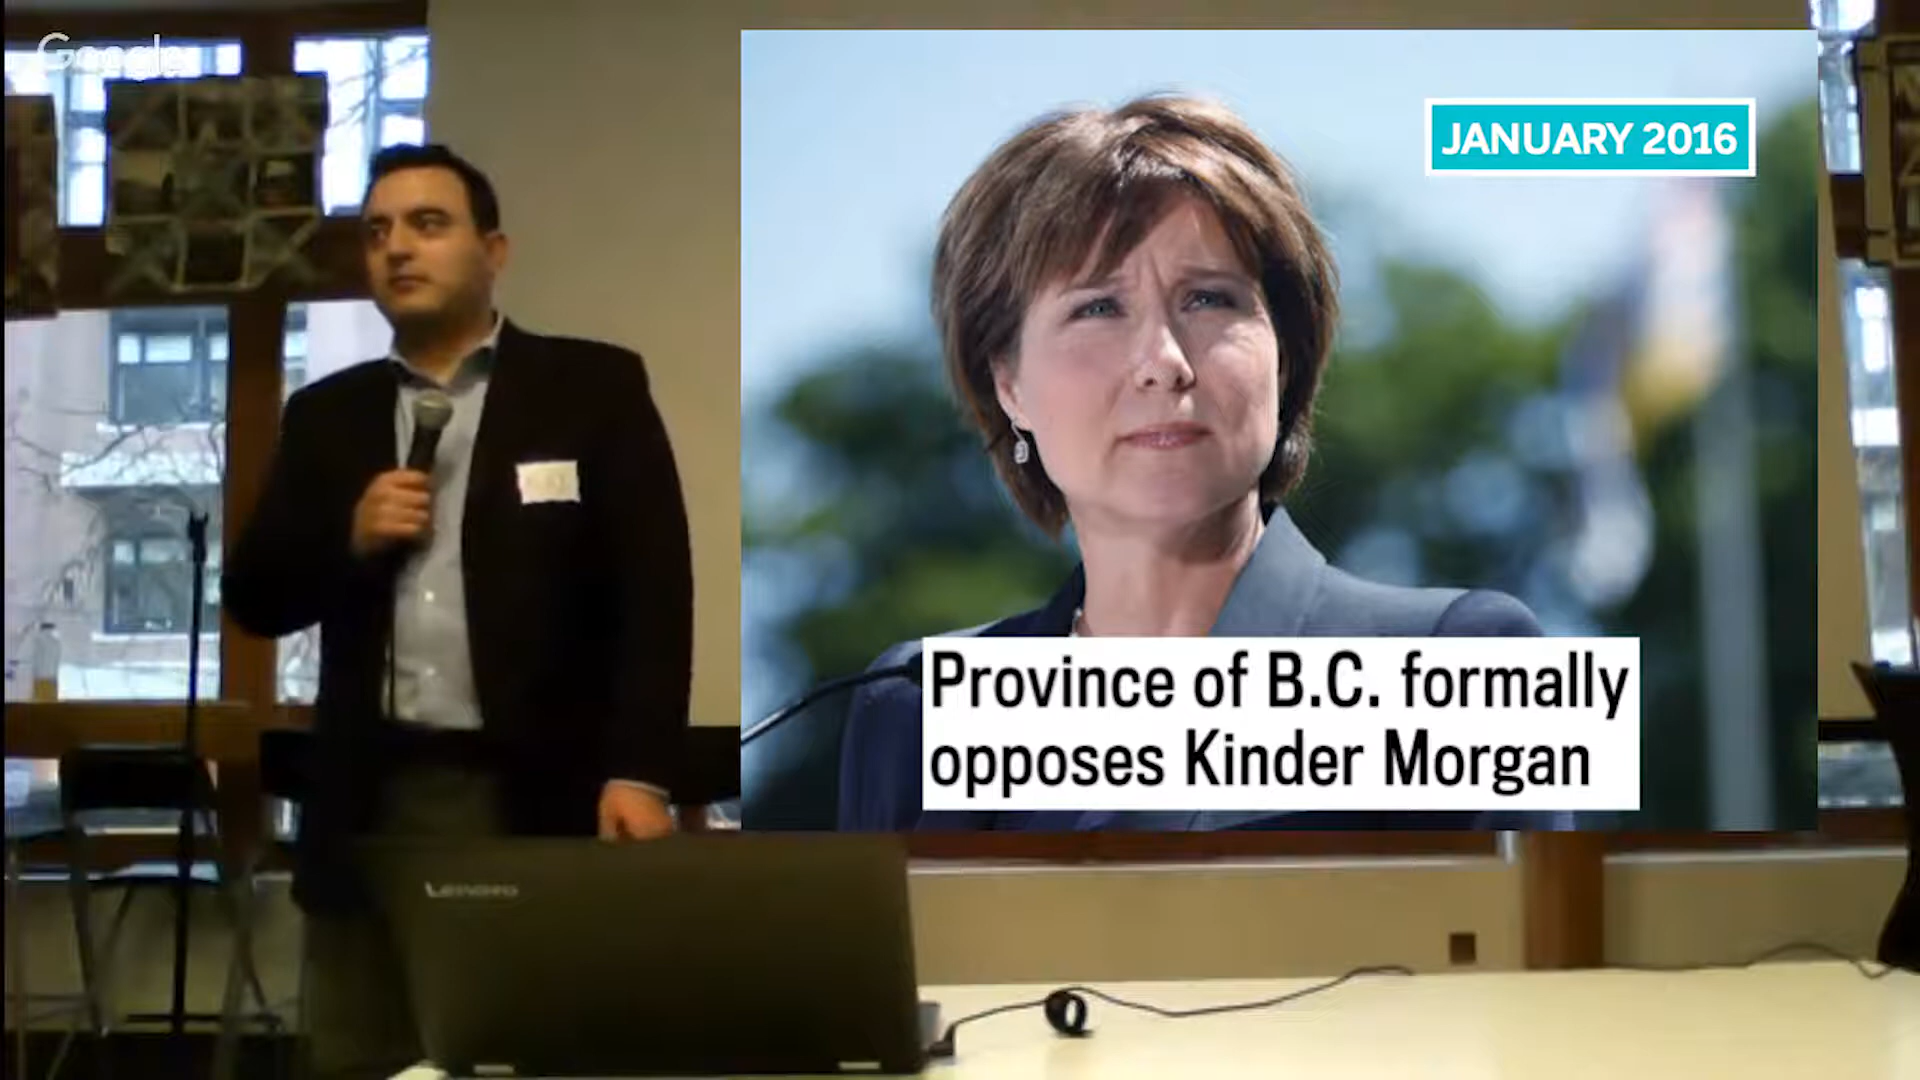 Google
JANUARY 2016
Province of B.C. formally
opposes Kinder Morgan
Lenovo